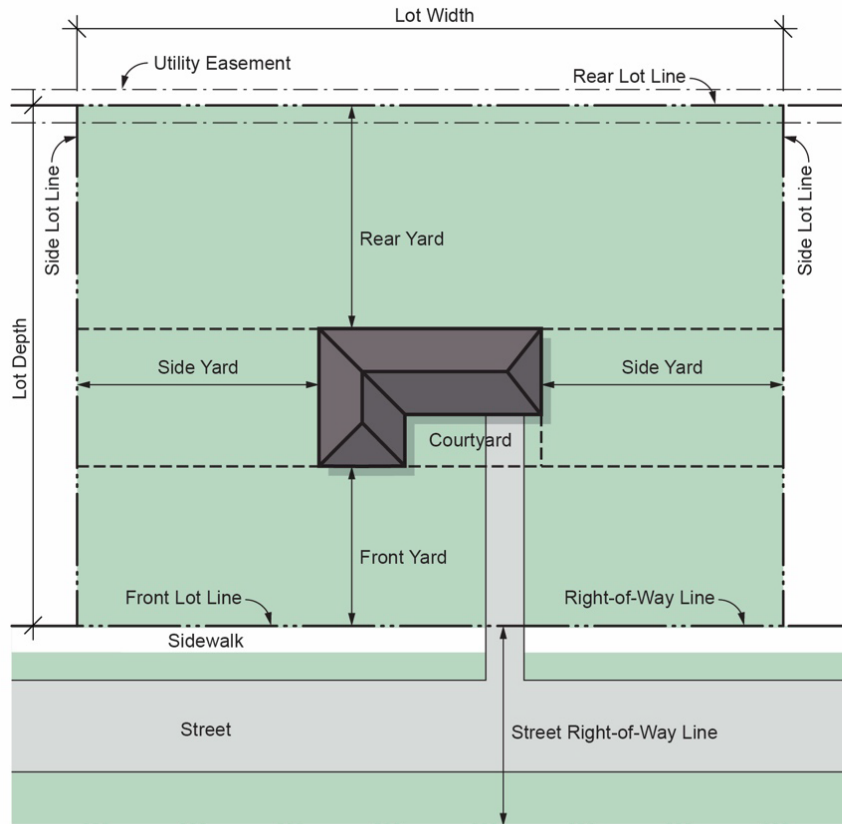 Lot Width
Utility Easement
Rear Lot Line
Side Lot Line
Side Lot Line
Rear Yard
Lot Depth
Side Yard
Side Yard
Courtyard
Front Yard
Front Lot Line
Right-of-Way Line
Sidewalk
Street
Street Right-of-Way Line